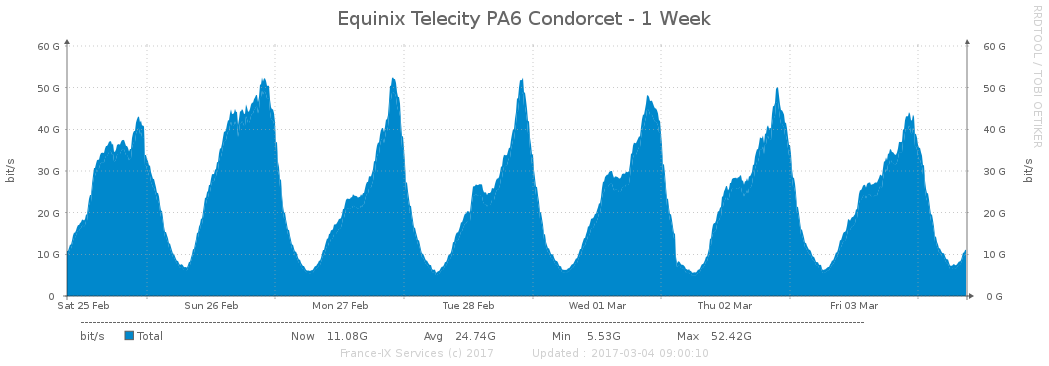 Equinix Telecity PA6 Condorcet - 1 Week
RRDTOOL / TOBI OETIKER
60 G 60 G
50 G 50 G
40 G 40 G
30 G 30 G
20 G 20 G
10 G 10 G
0 0 G
bit/s
bit/s
Sat 25 Feb Sun 26 Feb Mon 27 Feb Tue 28 Feb Wed 01 Mar Thu 02 Mar Fri 03 Mar
bit/s Total Now 11.08G Avg 24.74G Min 5.53G Max 52.42G
France-IX Services (c) 2017 Updated : 2017-03-04 09:00:10